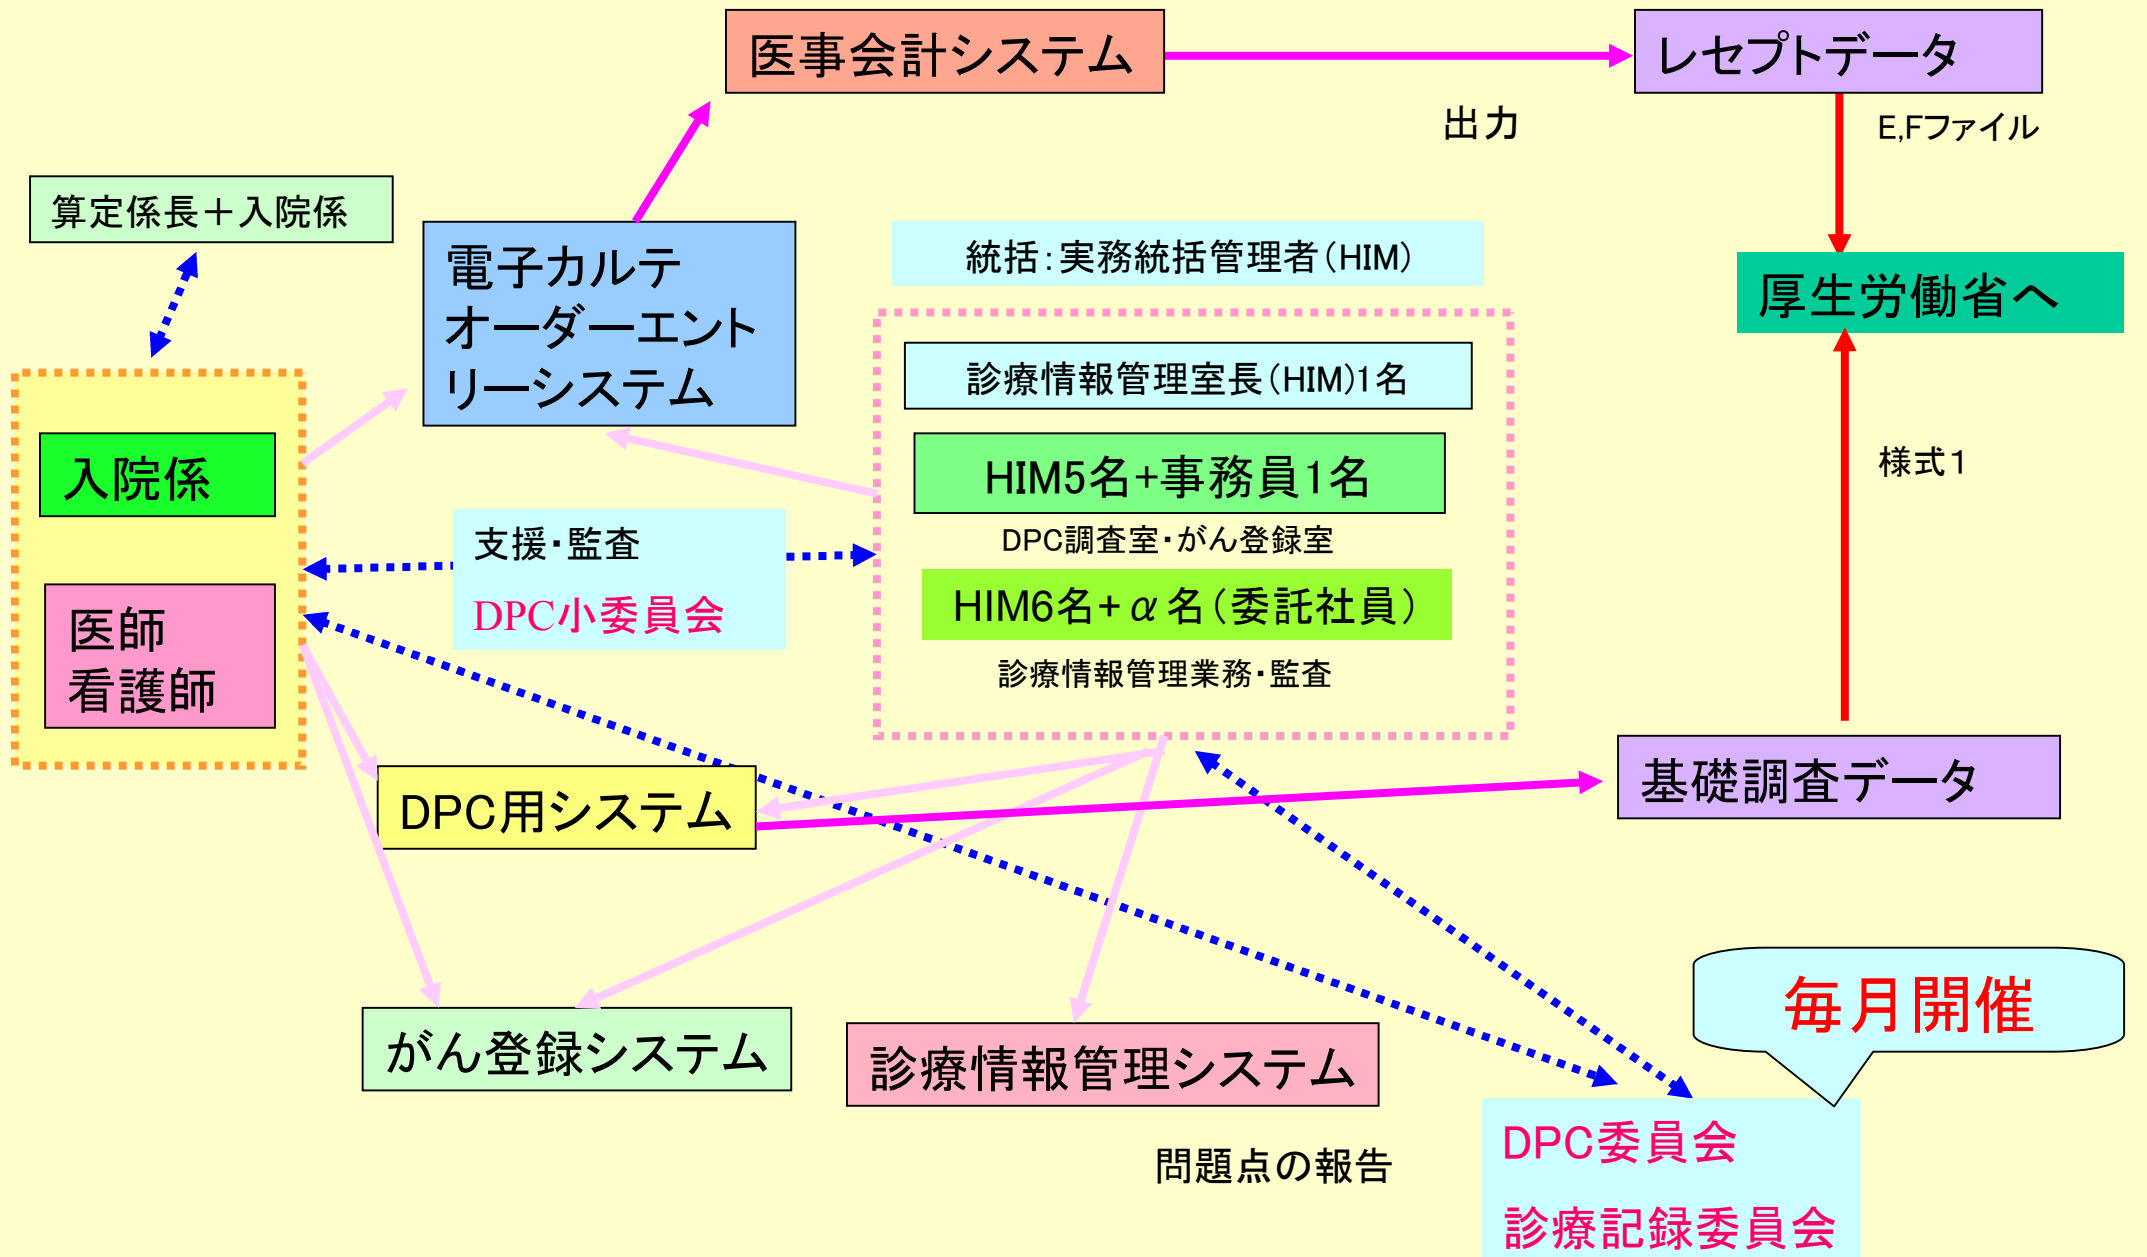 医事会計システム
レセプトデータ
出力
E,Fファイル
算定係長＋入院係
電子カルテ
オーダーエント
リーシステム
統括：実務統括管理者（HIM）
厚生労働省へ
診療情報管理室長（HIM）1名
入院係
HIM5名+事務員1名
様式１
支援・監査
DPC調査室・がん登録室
DPC小委員会
HIM6名+α名（委託社員）
医師
看護師
診療情報管理業務・監査
DPC用システム
基礎調査データ
毎月開催
がん登録システム
診療情報管理システム
問題点の報告
DPC委員会
診療記録委員会